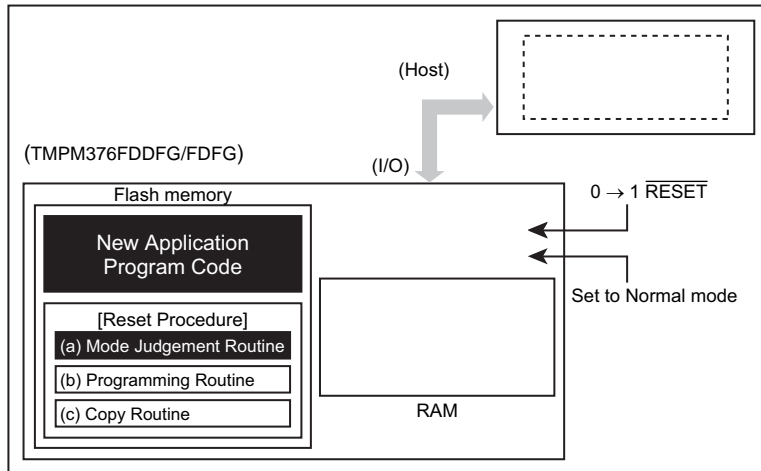 (Host)
(TMPM376FDDFG/FDFG)
(I/O)
Flash memory
0 → 1 RESET
New Application
Program Code
Set to Normal mode
[Reset Procedure]
(a) Mode Judgement Routine
(b) Programming Routine
(c) Copy Routine
RAM